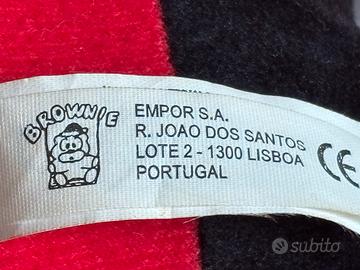 BROWNIE
EMPOR S.A.
R. JOAO DOS SANTOS
LOTE 2 - 1300 LISBOA
PORTUGAL
CE
subito